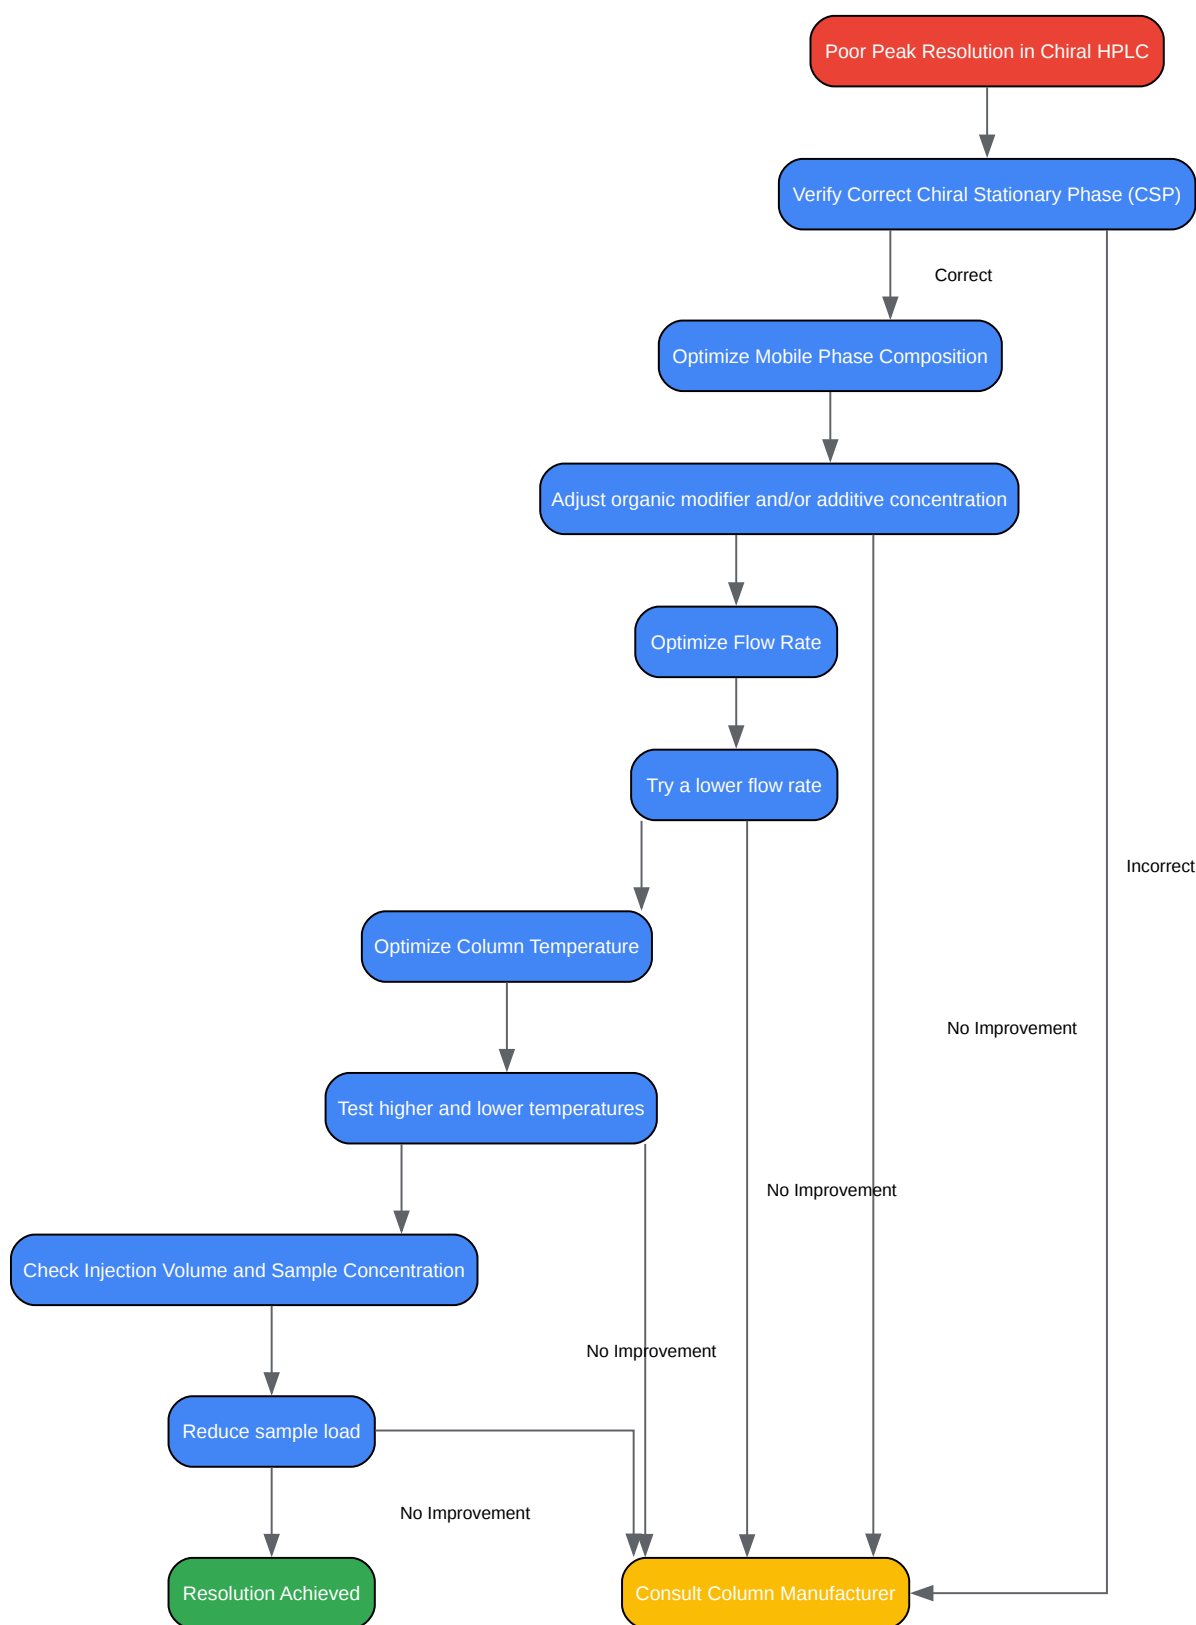 Poor Peak Resolution in Chiral HPLC
Verify Correct Chiral Stationary Phase (CSP)
Correct
Optimize Mobile Phase Composition
Adjust organic modifier and/or additive concentration
Optimize Flow Rate
Try a lower flow rate
Incorrect
Optimize Column Temperature
No Improvement
Test higher and lower temperatures
No Improvement
Check Injection Volume and Sample Concentration
No Improvement
Reduce sample load
No Improvement
Resolution Achieved
Consult Column Manufacturer